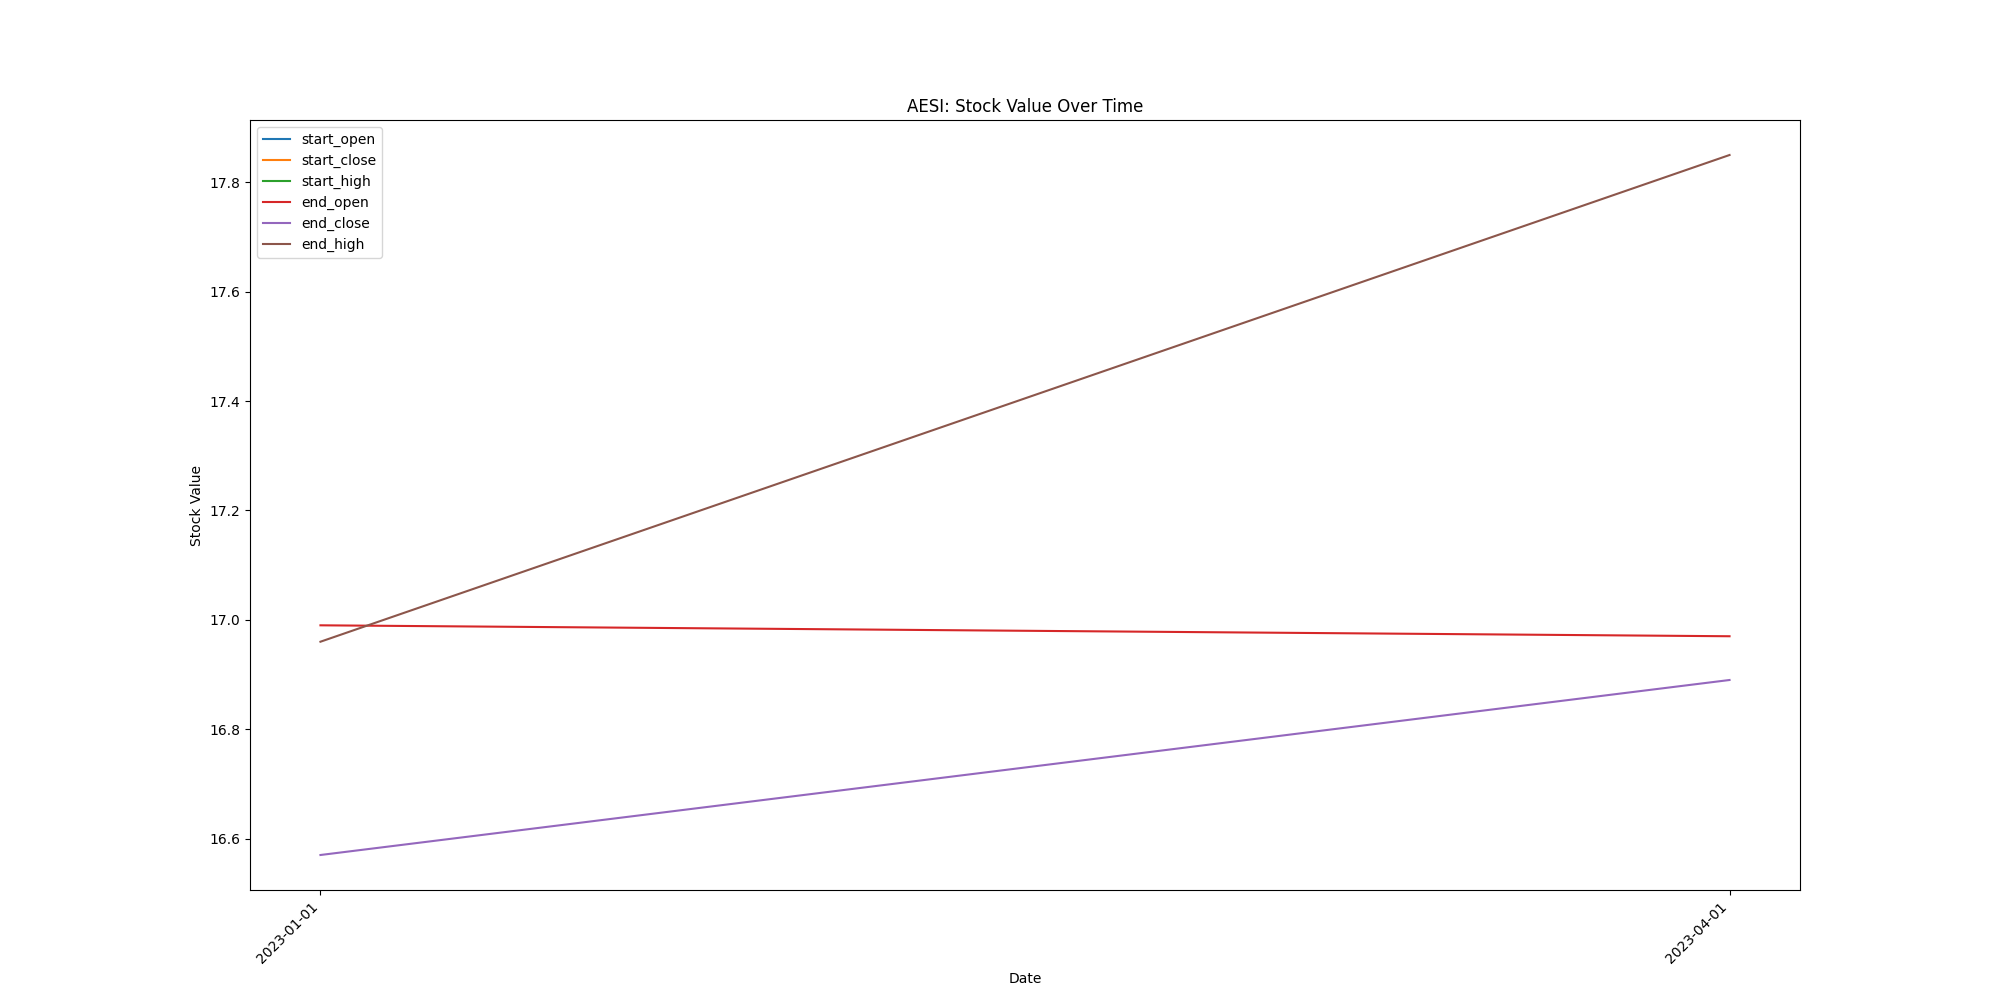 AESI: Stock Value Over Time
start_open
start_close
start_high
end_open
end_close
end_high
17.8
17.6
17.4
17.2
17.0
16.8
16.6
Stock Value
2023-01-01
2023-04-01
Date